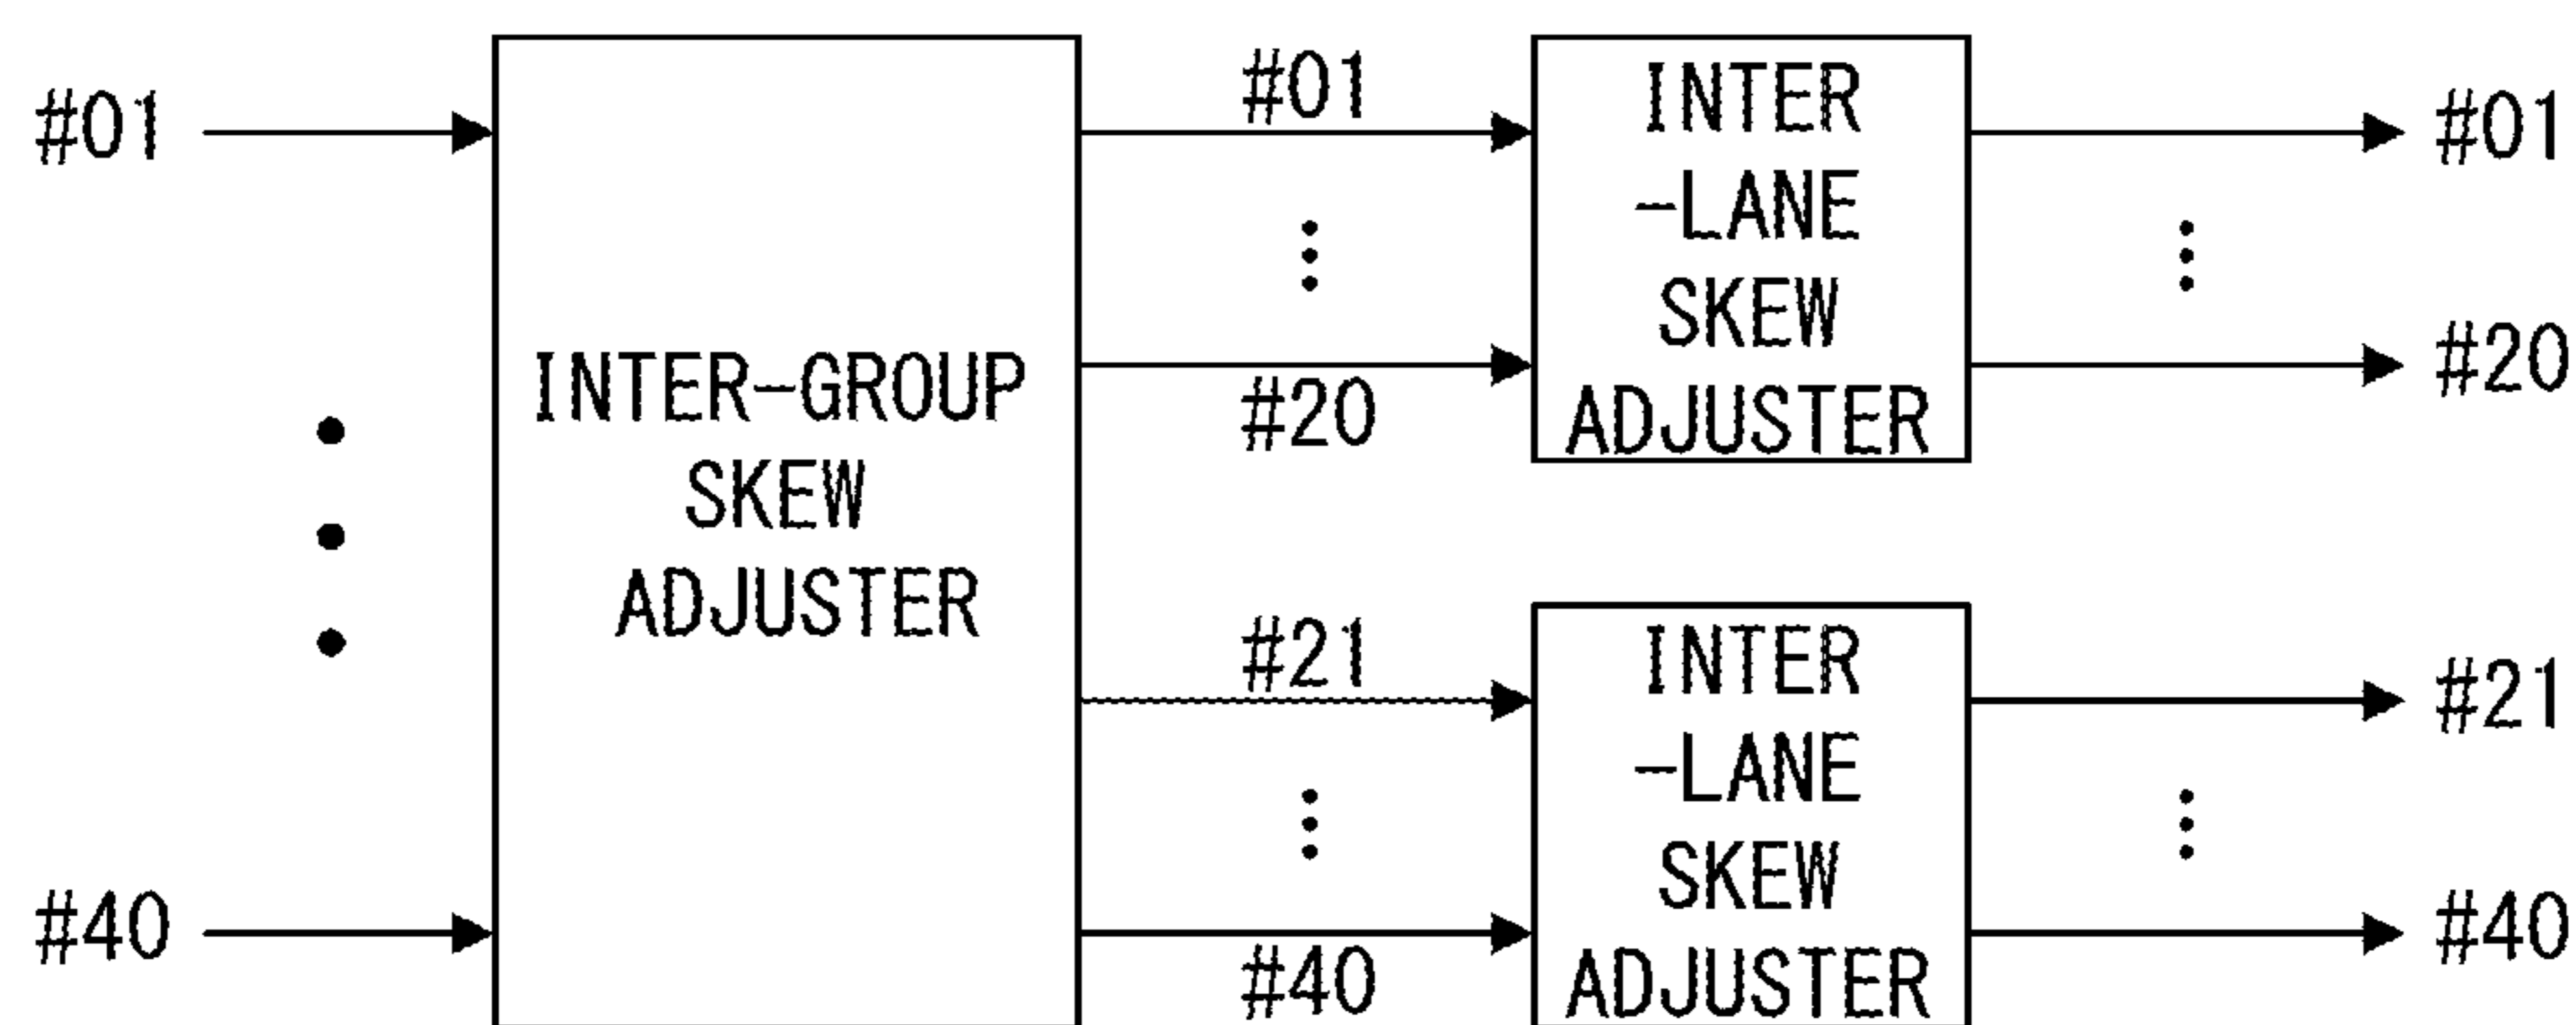 #01
#40
INTER-GROUP
SKEW
ADJUSTER
#01
#20
#21
#40
INTER
-LANE
SKEW
ADJUSTER
INTER
-LANE
SKEW
ADJUSTER
#01
#20
#21
#40